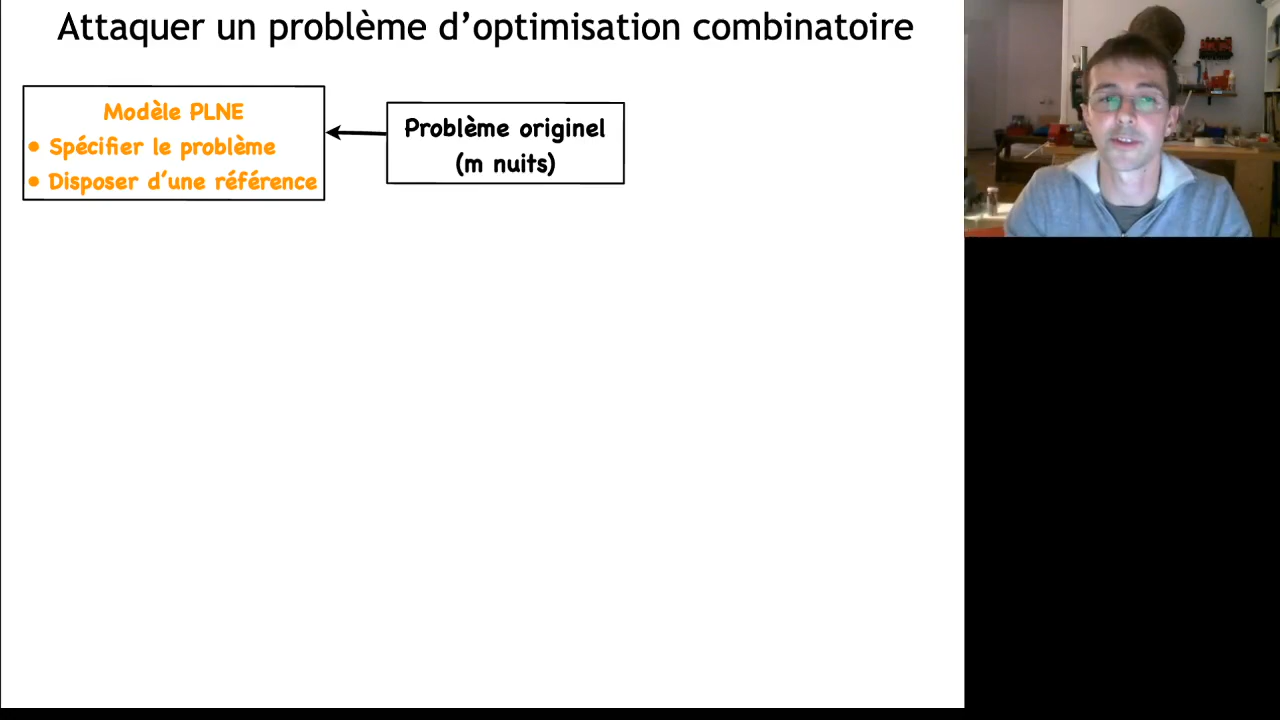 Attaquer un problème d’optimisation combinatoire
Modèle PLNE
• Spécifier le problème
• Disposer d’une référence
Problème originel
(m nuits)